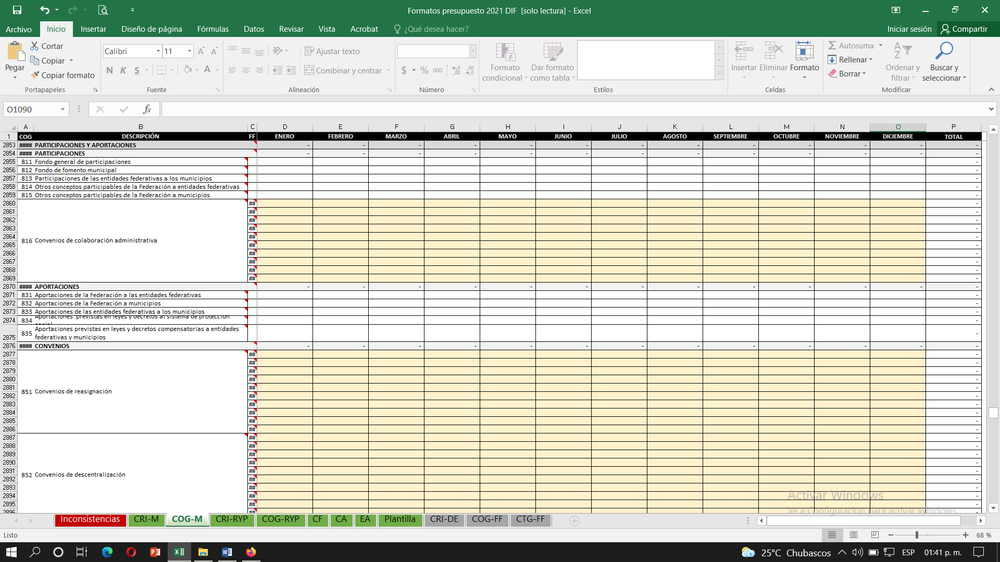 Formatos presupuesto 2021 DIF [solo lectura] - Excel
Archivo Inicio Insertar Diseño de página Fórmulas Datos Revisar Vista Acrobat ¿Qué desea hacer? Iniciar sesión Compartir
Pegar Cortar Copiar Copiar formato
Calibri 11
N K S
Ajustar texto
Combinar y centrar
$ % 000
Formato condicional Dar formato como tabla
Insertar Eliminar Formato
Autosuma
Rellenar
Borrar
Ordenar y filtrar Buscar y seleccionar
Portapapeles Fuente Alineación Número Estilos Celdas Modificar
O1090 fx
A B C D E F G H I J K L M N O P
1 COG DESCRIPCIÓN FF ENERO FEBRERO MARZO ABRIL MAYO JUNIO JULIO AGOSTO SEPTIEMBRE OCTUBRE NOVIEMBRE DICIEMBRE TOTAL
2853 #### PARTICIPACIONES Y APORTACIONES - - - - - - - - - - - - -
2854 #### PARTICIPACIONES - - - - - - - - - - - - -
2855 811 Fondo general de participaciones -
2856 812 Fondo de fomento municipal -
2857 813 Participaciones de las entidades federativas a los municipios -
2858 814 Otros conceptos participables de la Federación a entidades federativas -
2859 815 Otros conceptos participables de la Federación a municipios -
2860 ## -
2861 ## -
2862 ## -
2863 ## -
2864 816 Convenios de colaboración administrativa ## -
2865 ## -
2866 ## -
2867 ## -
2868 ## -
2869 ## -
2870 #### APORTACIONES - - - - - - - - - - - - -
2871 831 Aportaciones de la Federación a las entidades federativas -
2872 832 Aportaciones de la Federación a municipios -
2873 833 Aportaciones de las entidades federativas a los municipios -
2874 834 Aportaciones previstas en leyes y decretos al sistema de protección social -
2875 835 Aportaciones previstas en leyes y decretos compensatorias a entidades federativas y municipios -
2876 #### CONVENIOS - - - - - - - - - - - - -
2877 ## -
2878 ## -
2879 ## -
2880 ## -
2881 851 Convenios de reasignación ## -
2882 ## -
2883 ## -
2884 ## -
2885 ## -
2886 ## -
2887 ## -
2888 ## -
2889 ## -
2890 ## -
2891 852 Convenios de descentralización ## -
2892 ## -
2893 ## -
2894 ## -
2895 ## -
2896 ##
Activar Windows
Ve a Configuración para activar Windows.
Inconsistencias CRI-M COG-M CRI-RYP COG-RYP CF CA EA Plantilla CRI-DE COG-FF CTG-FF
Listo 68 %
25°C Chubascos ESP 01:41 p. m.